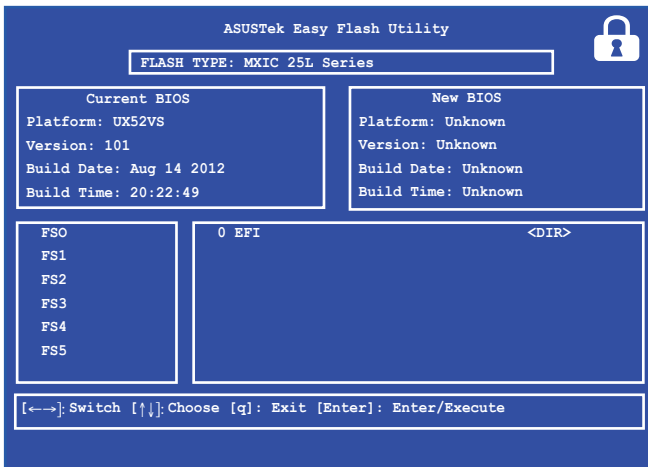 ASUSTek Easy Flash Utility
FLASH TYPE: MXIC 25L Series
Current BIOS
Platform: UX52VS
Version: 101
Build Date: Aug 14 2012
Build Time: 20:22:49
New BIOS
Platform: Unknown
Version: Unknown
Build Date: Unknown
Build Time: Unknown
FSO
FS1
FS2
FS3
FS4
FS5
0 EFI <DIR>
[←→]: Switch [↑↓]: Choose [q]: Exit [Enter]: Enter/Execute